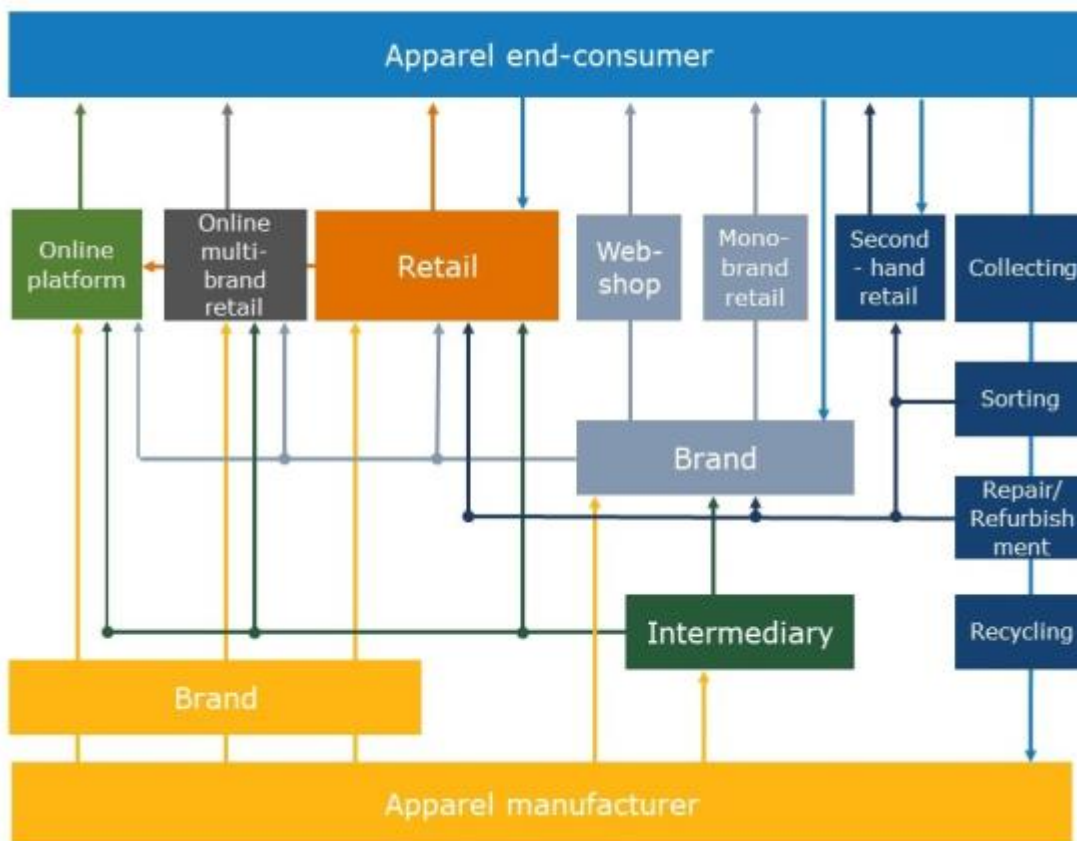 Apparel end-consumer
Online
platform
Online
multi-
brand
retail
Retail
Web-
shop
Mono-
brand
retail
Second
- hand
retail
Collecting
Sorting
Brand
Repair/
Refurbish
ment
Intermediary
Recycling
Brand
Apparel manufacturer